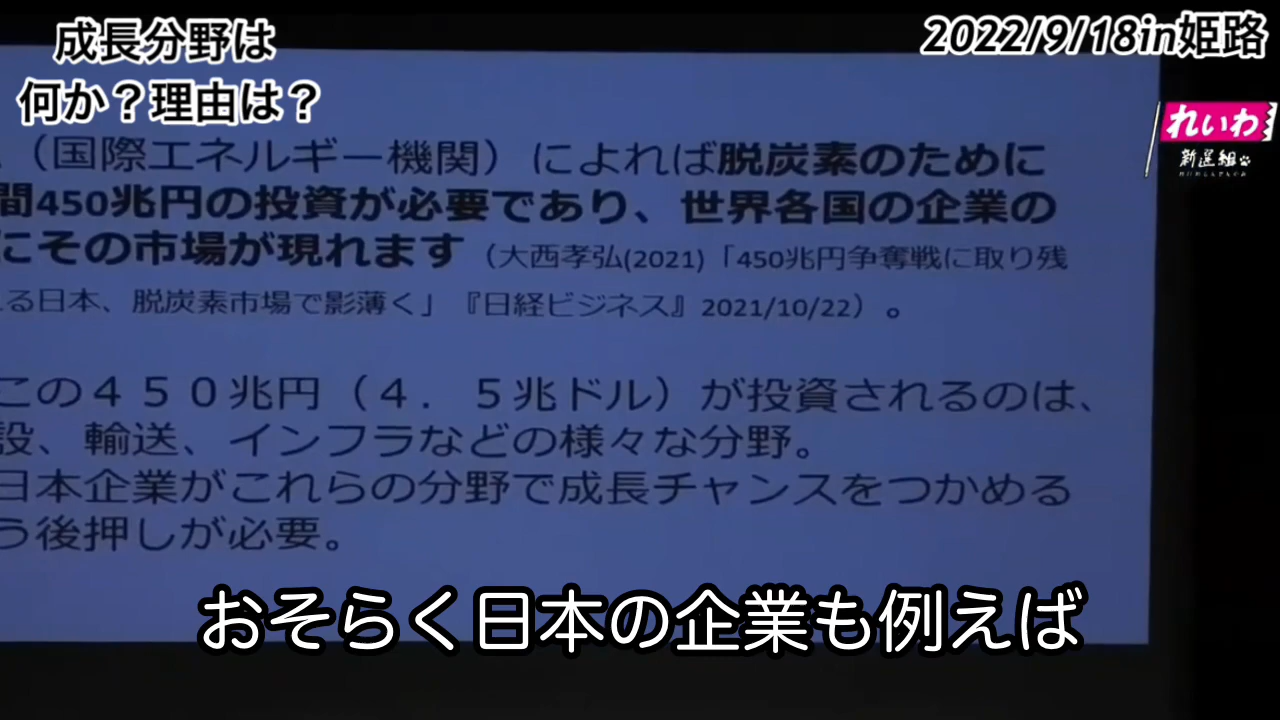 成長分野は
何か？理由は？
2022/9/18in姫路
れいわ
新選組
（国際エネルギー機関）によれば脱炭素のために
間450兆円の投資が必要であり、世界各国の企業の
にその市場が現れます（大西孝弘(2021)「450兆円争奪戦に取り残
る日本、脱炭素市場で影薄く」『日経ビジネス』2021/10/22）。
この４５０兆円（４．５兆ドル）が投資されるのは、
設、輸送、インフラなどの様々な分野。
日本企業がこれらの分野で成長チャンスをつかめる
う後押しが必要。
おそらく日本の企業も例えば